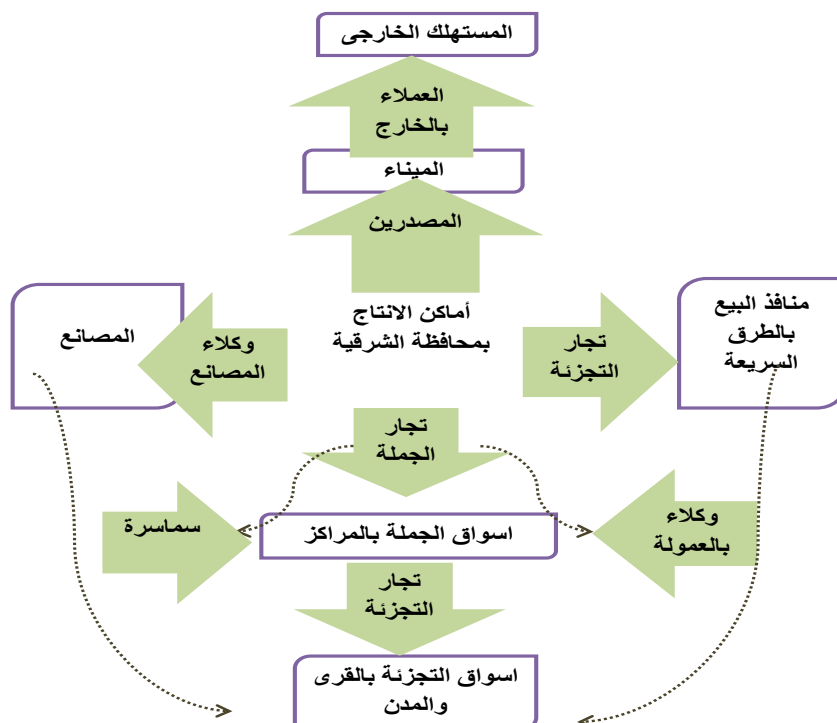 المستهلك الخارجى
العملاء
بالخارج
الميناء
المصدرين
أماكن الانتاج
بمحافظة الشرقية
منافذ البيع
بالطرق
السريعة
تجار
التجزئة
وكلاء
المصانع
المصانع
تجار
الجملة
وكلاء
بالعمولة
اسواق الجملة بالمراكز
سماسرة
تجار
التجزئة
اسواق التجزئة بالقرى
والمدن